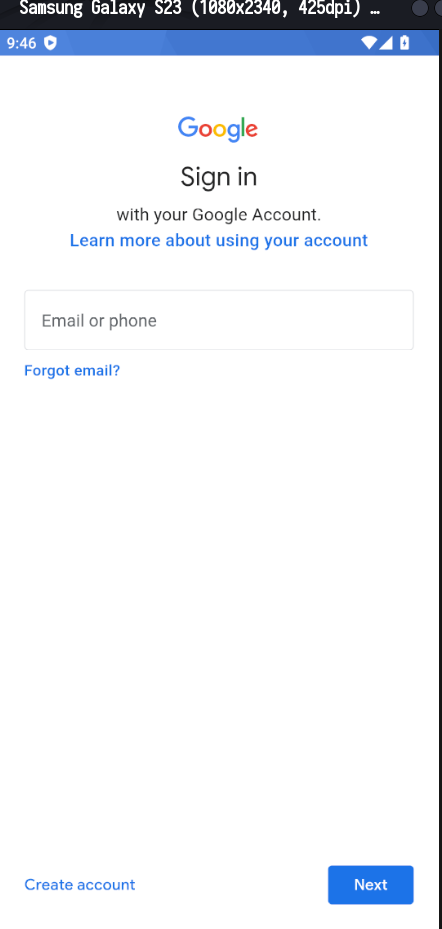 Samsung Galaxy S23 (1080x2340, 425dpi) …
9:46
Google
Sign in
with your Google Account.
Learn more about using your account
Email or phone
Forgot email?
Create account
Next